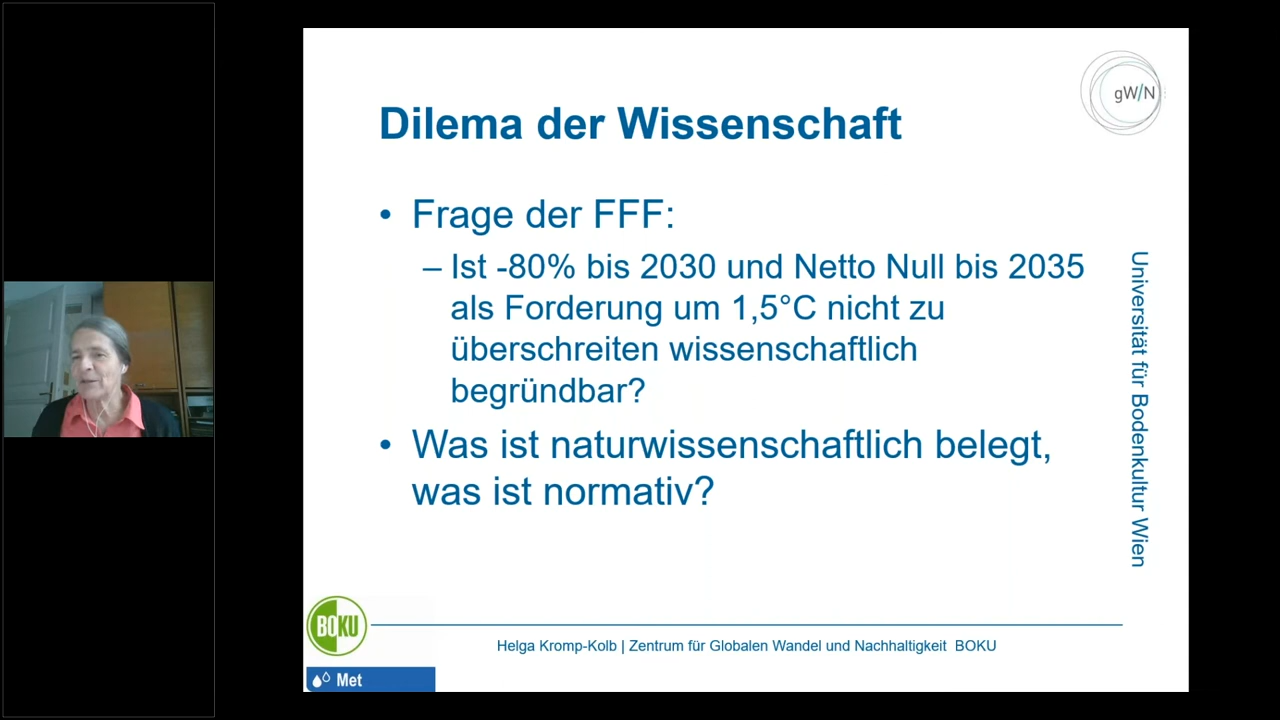 gW/N
Dilema der Wissenschaft
• Frage der FFF:
– Ist -80% bis 2030 und Netto Null bis 2035
als Forderung um 1,5°C nicht zu
überschreiten wissenschaftlich
begründbar?
• Was ist naturwissenschaftlich belegt,
was ist normativ?
Universität für Bodenkultur Wien
BOKU
Helga Kromp-Kolb | Zentrum für Globalen Wandel und Nachhaltigkeit BOKU
Met